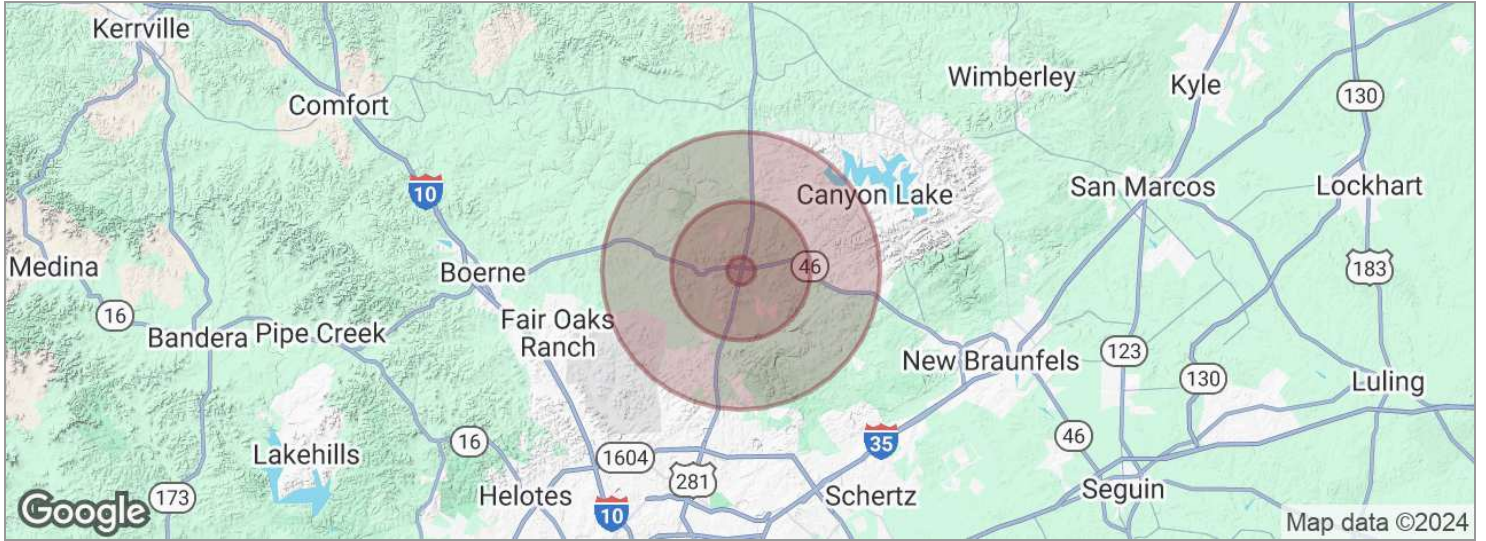 Kerrville
Wimberley
Kyle
Comfort
130
10
Canyon Lake
San Marcos
Lockhart
Medina
Boerne
46
183
16
Bandera
Pipe Creek
Fair Oaks
Ranch
New Braunfels
123
130
Luling
16
Lakehills
1604
35
46
173
Helotes
281
Schertz
Seguin
10
Google
Map data ©2024